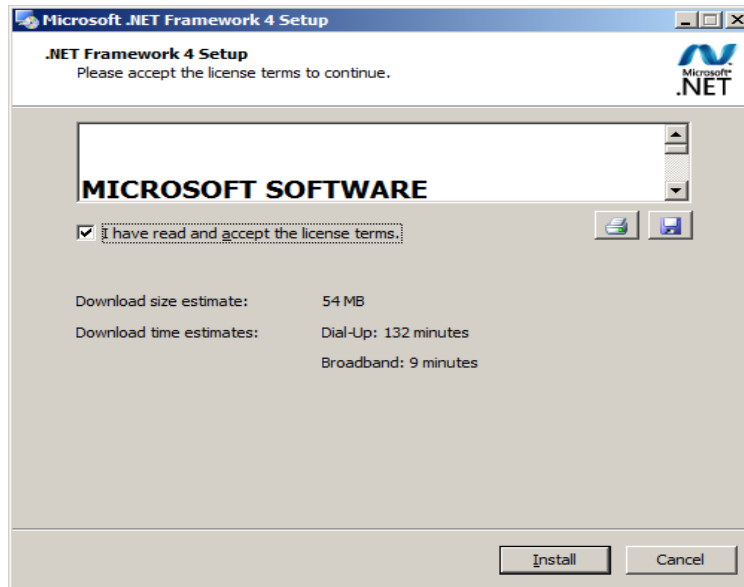 Microsoft .NET Framework 4 Setup
.NET Framework 4 Setup
Please accept the license terms to continue.
Microsoft®
.NET
MICROSOFT SOFTWARE
I have read and accept the license terms.
Download size estimate: 54 MB
Download time estimates: Dial-Up: 132 minutes
Broadband: 9 minutes
Install Cancel